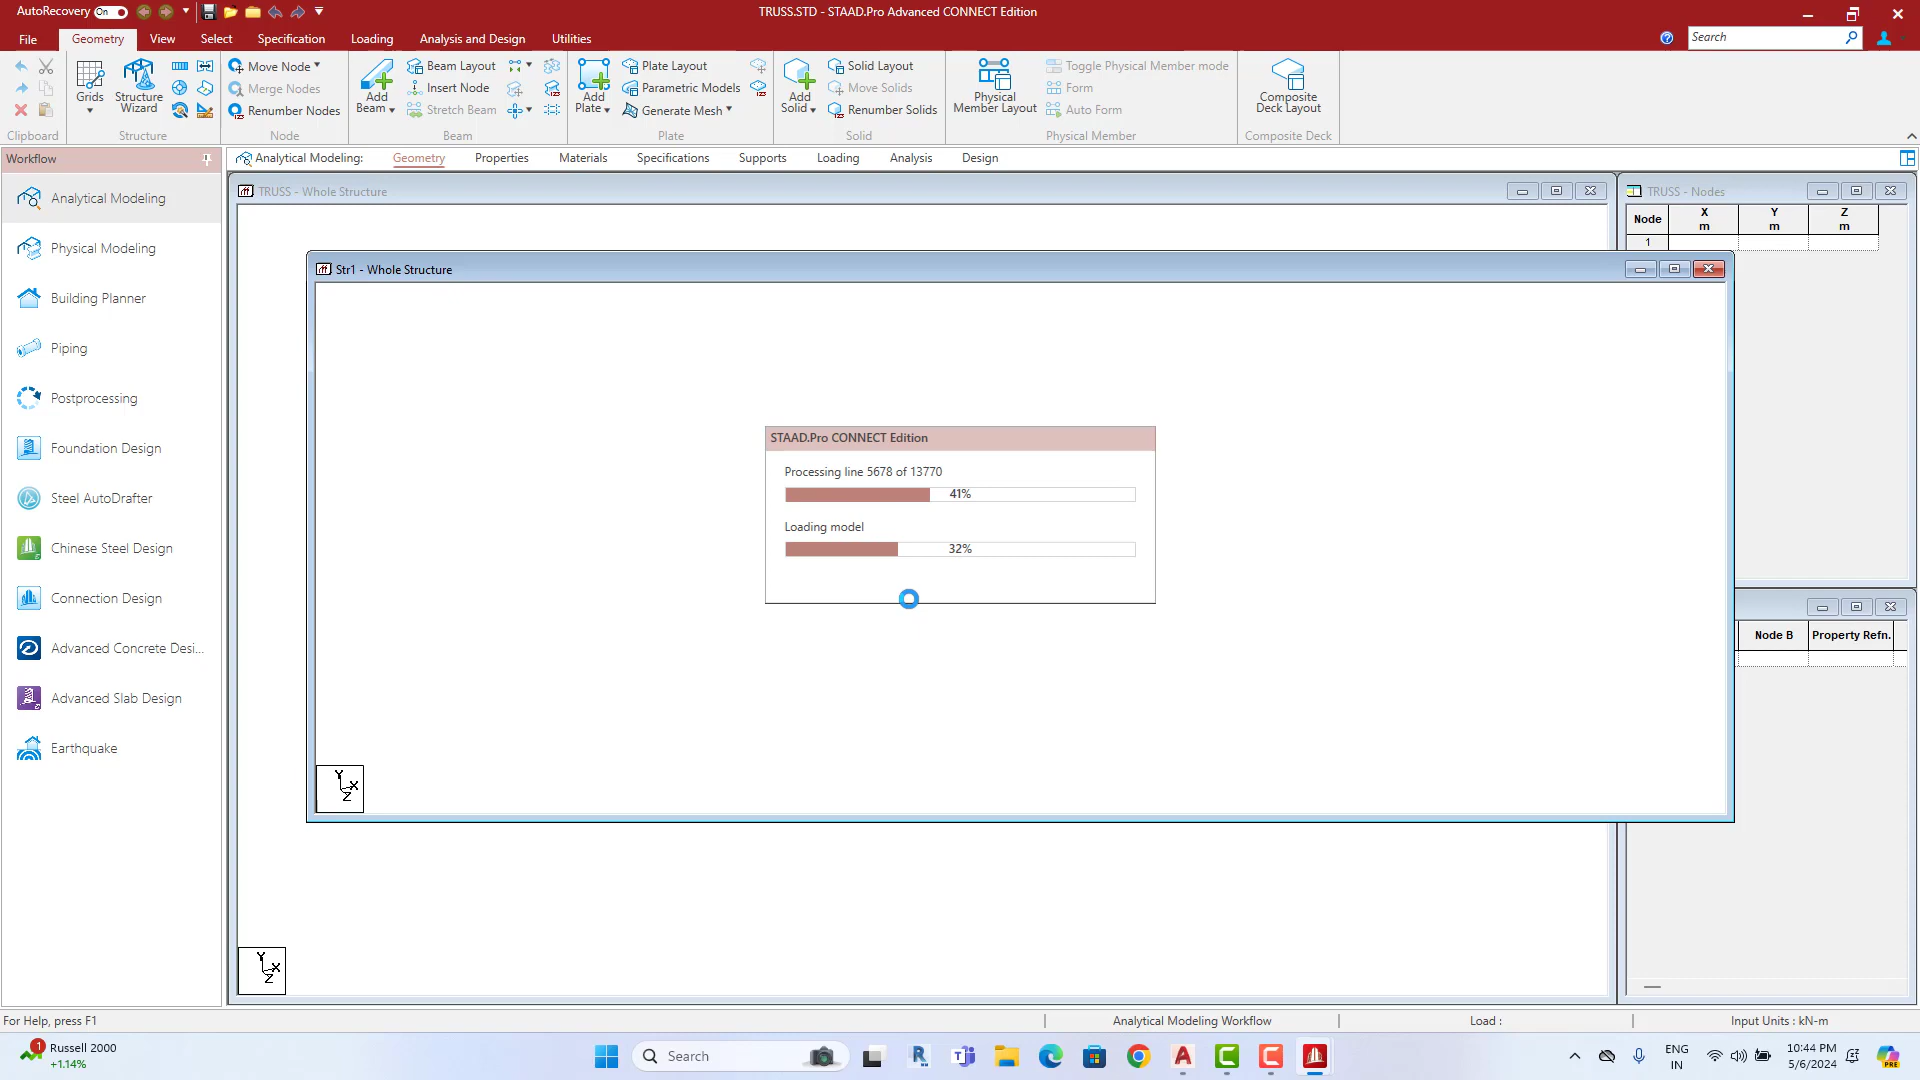 AutoRecovery On
TRUSS.STD - STAAD.Pro Advanced CONNECT Edition
File Geometry View Select Specification Loading Analysis and Design Utilities
Search
Grids
Structure Wizard
Move Node
Merge Nodes
Renumber Nodes
Add Beam
Beam Layout
Insert Node
Stretch Beam
Add Plate
Plate Layout
Parametric Models
Generate Mesh
Add Solid
Solid Layout
Move Solids
Renumber Solids
Physical Member Layout
Toggle Physical Member mode
Form
Auto Form
Composite Deck Layout
Clipboard Structure Node Beam Plate Solid Physical Member Composite Deck
Workflow
Analytical Modeling: Geometry Properties Materials Specifications Supports Loading Analysis Design
Analytical Modeling
Physical Modeling
Building Planner
Piping
Postprocessing
Foundation Design
Steel AutoDrafter
Chinese Steel Design
Connection Design
Advanced Concrete Desi...
Advanced Slab Design
Earthquake
TRUSS - Whole Structure
Str1 - Whole Structure
STAAD.Pro CONNECT Edition
Processing line 5678 of 13770
41%
Loading model
32%
Y
X
Z
Y
X
Z
TRUSS - Nodes
Node X m Y m Z m
1
Node B Property Refn.
For Help, press F1
Analytical Modeling Workflow
Load :
Input Units : kN-m
1
Russell 2000
+1.14%
Search
ENG
IN
10:44 PM
5/6/2024
PRE